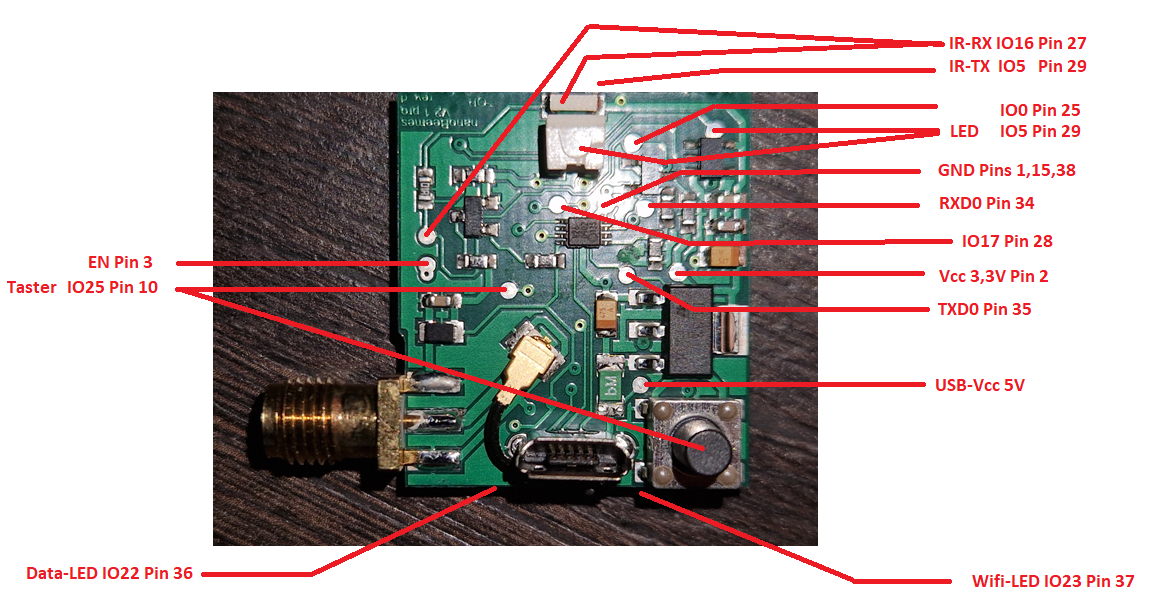 IR-RX IO16 Pin 27
IR-TX IO5 Pin 29
IO0 Pin 25
LED IO5 Pin 29
GND Pins 1,15,38
RXD0 Pin 34
IO17 Pin 28
EN Pin 3
Vcc 3,3V Pin 2
Taster IO25 Pin 10
TXD0 Pin 35
USB-Vcc 5V
Data-LED IO22 Pin 36
Wifi-LED IO23 Pin 37